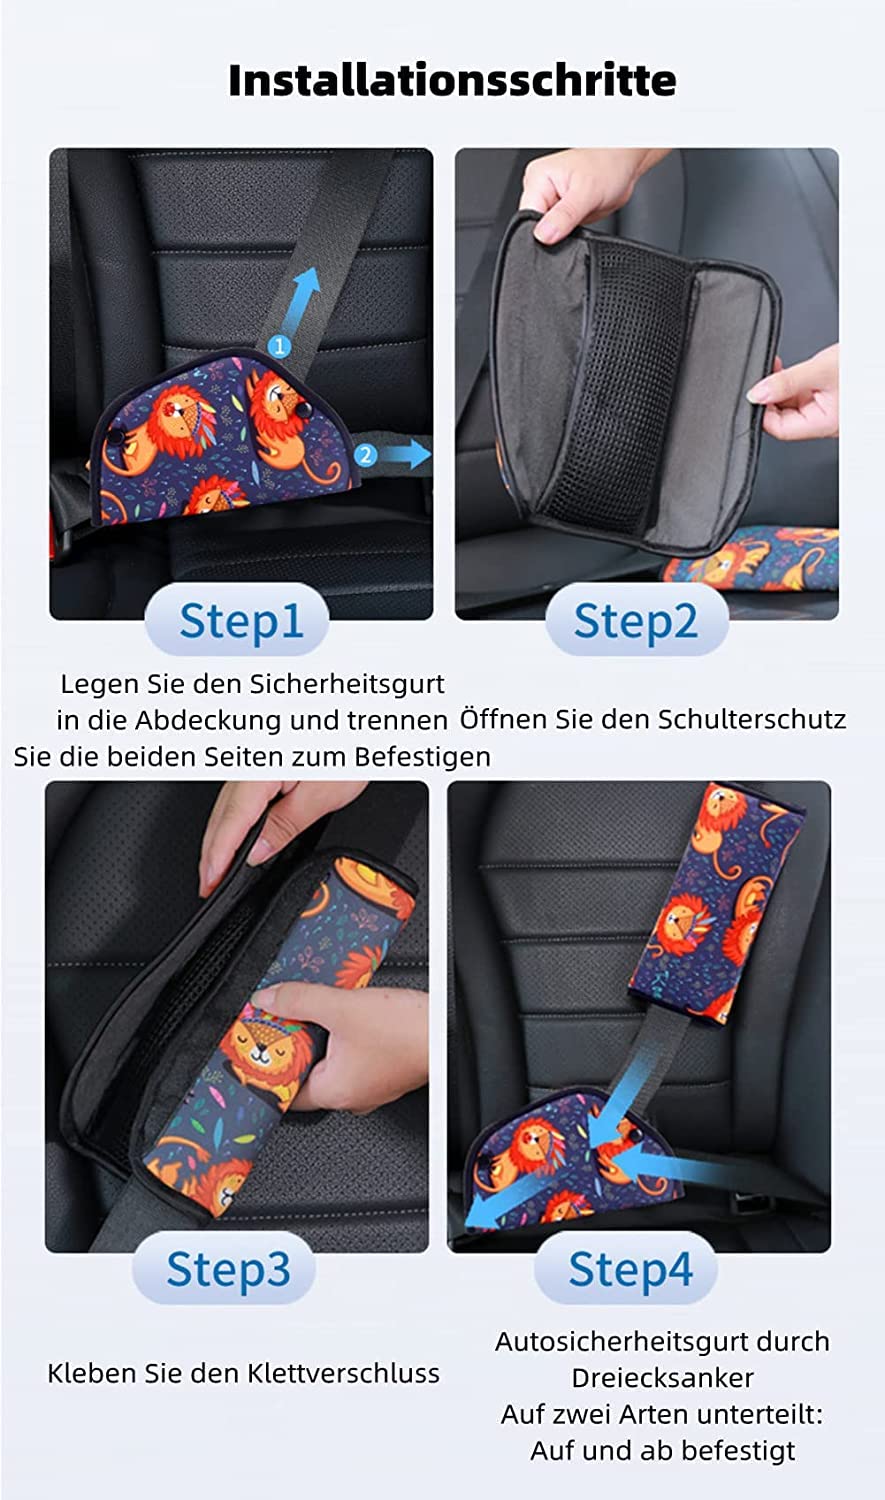 Installationsschritte
1
2
Step1
Step2
Legen Sie den Sicherheitsgurt
in die Abdeckung und trennen
Sie die beiden Seiten zum Befestigen
Öffnen Sie den Schulterschutz
Step3
Step4
Kleben Sie den Klettverschluss
Autosicherheitsgurt durch
Dreiecksanker
Auf zwei Arten unterteilt:
Auf und ab befestigt